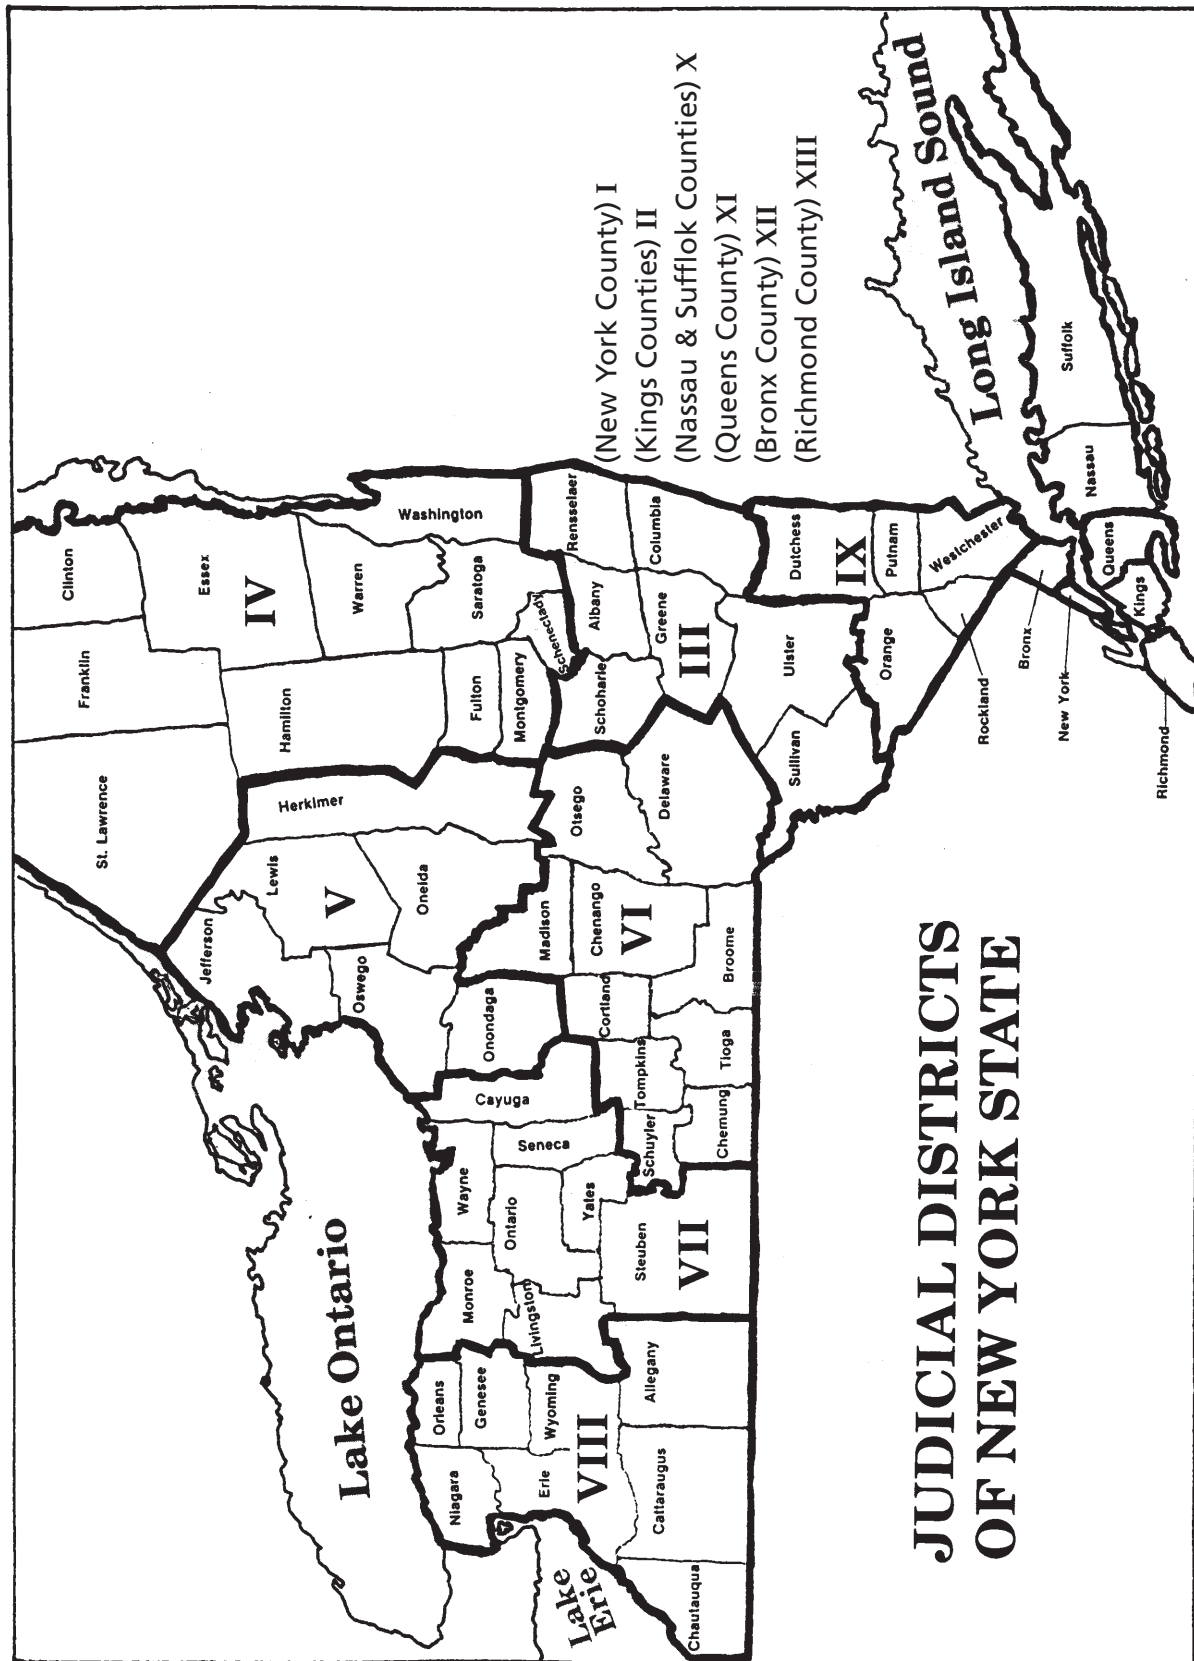 Clinton
Franklin
St. Lawrence
Essex
IV
Hamilton
Warren
Washington
Herkimer
Lewis
Jefferson
V
Oneida
Oswego
Saratoga
Fulton
Montgomery
Schenectady
Rensselaer
Albany
Schoharie
Otsego
Madison
Onondaga
Cayuga
Seneca
Wayne
Ontario
Yates
Monroe
Livingston
Orleans
Genesee
Wyoming
Niagara
Erie
VIII
Lake Ontario
Lake
Erie
Columbia
Greene
III
Delaware
Chenango
VI
Cortland
Tompkins
Schuyler
Steuben
VII
Allegany
Cattaraugus
Chautauqua
Broome
Tioga
Chemung
Ulster
Sullivan
Dutchess
IX
Putnam
Orange
Westchester
Rockland
Bronx
New York
Richmond
Kings
Queens
Nassau
Suffolk
Long Island Sound
(New York County) I
(Kings Counties) II
(Nassau & Sufflok Counties) X
(Queens County) XI
(Bronx County) XII
(Richmond County) XIII
JUDICIAL DISTRICTS
OF NEW YORK STATE